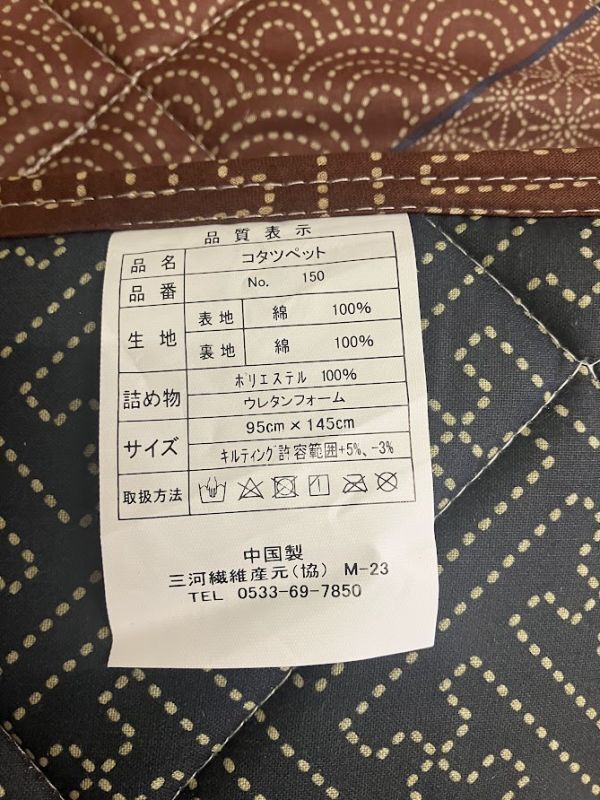 品質表示
品名 コタツペット
品番 No. 150
生地 表地 綿 100%
裏地 綿 100%
詰め物 ポリエステル 100%
ウレタンフォーム
サイズ 95cm×145cm
キルティング許容範囲+5%、-3%
取扱方法
中国製
三河繊維産元(協) M-23
TEL 0533-69-7850